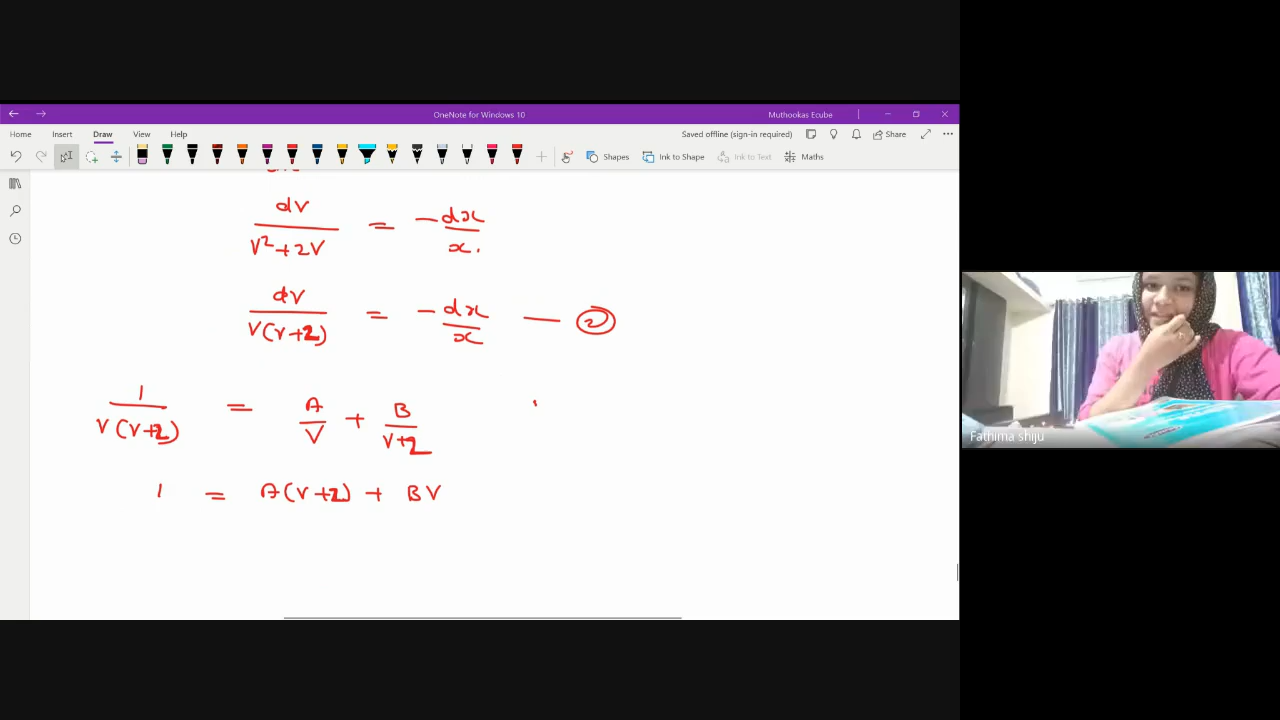 OneNote for Windows 10
Muthookas Ecube
Home Insert Draw View Help
Saved offline (sign-in required) Share
Shapes Ink to Shape Ink to Text Maths
dv/(v²+2v) = -dx/x.
dv/(v(v+2)) = -dx/x — ②
1/(v(v+2)) = A/v + B/(v+2)
1 = A(v+2) + Bv
Fathima shiju